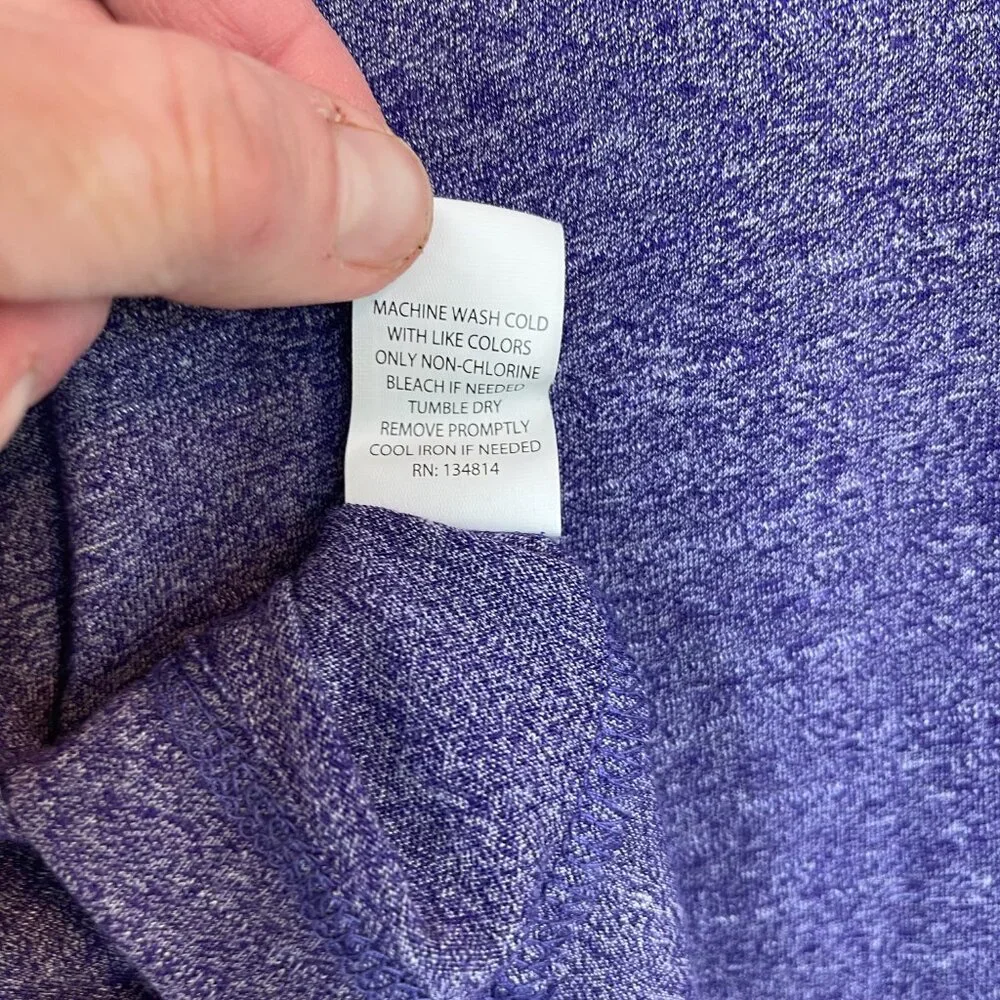 MACHINE WASH COLD
WITH LIKE COLORS
ONLY NON-CHLORINE
BLEACH IF NEEDED
TUMBLE DRY
REMOVE PROMPTLY
COOL IRON IF NEEDED
RN: 134814